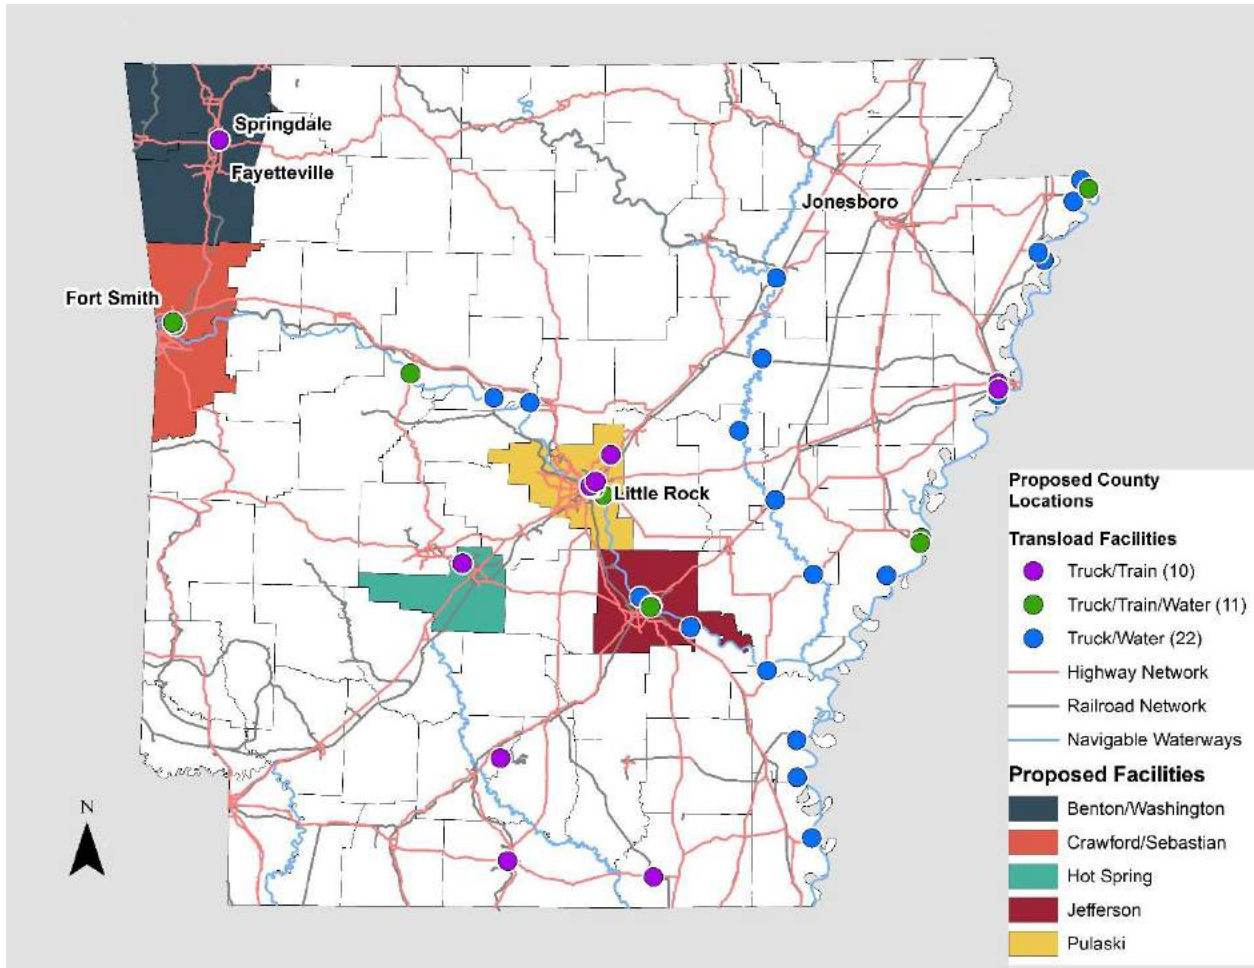 Springdale
Fayetteville
Jonesboro
Fort Smith
Little Rock
N
Proposed County
Locations
Transload Facilities
Truck/Train (10)
Truck/Train/Water (11)
Truck/Water (22)
Highway Network
Railroad Network
Navigable Waterways
Proposed Facilities
Benton/Washington
Crawford/Sebastian
Hot Spring
Jefferson
Pulaski